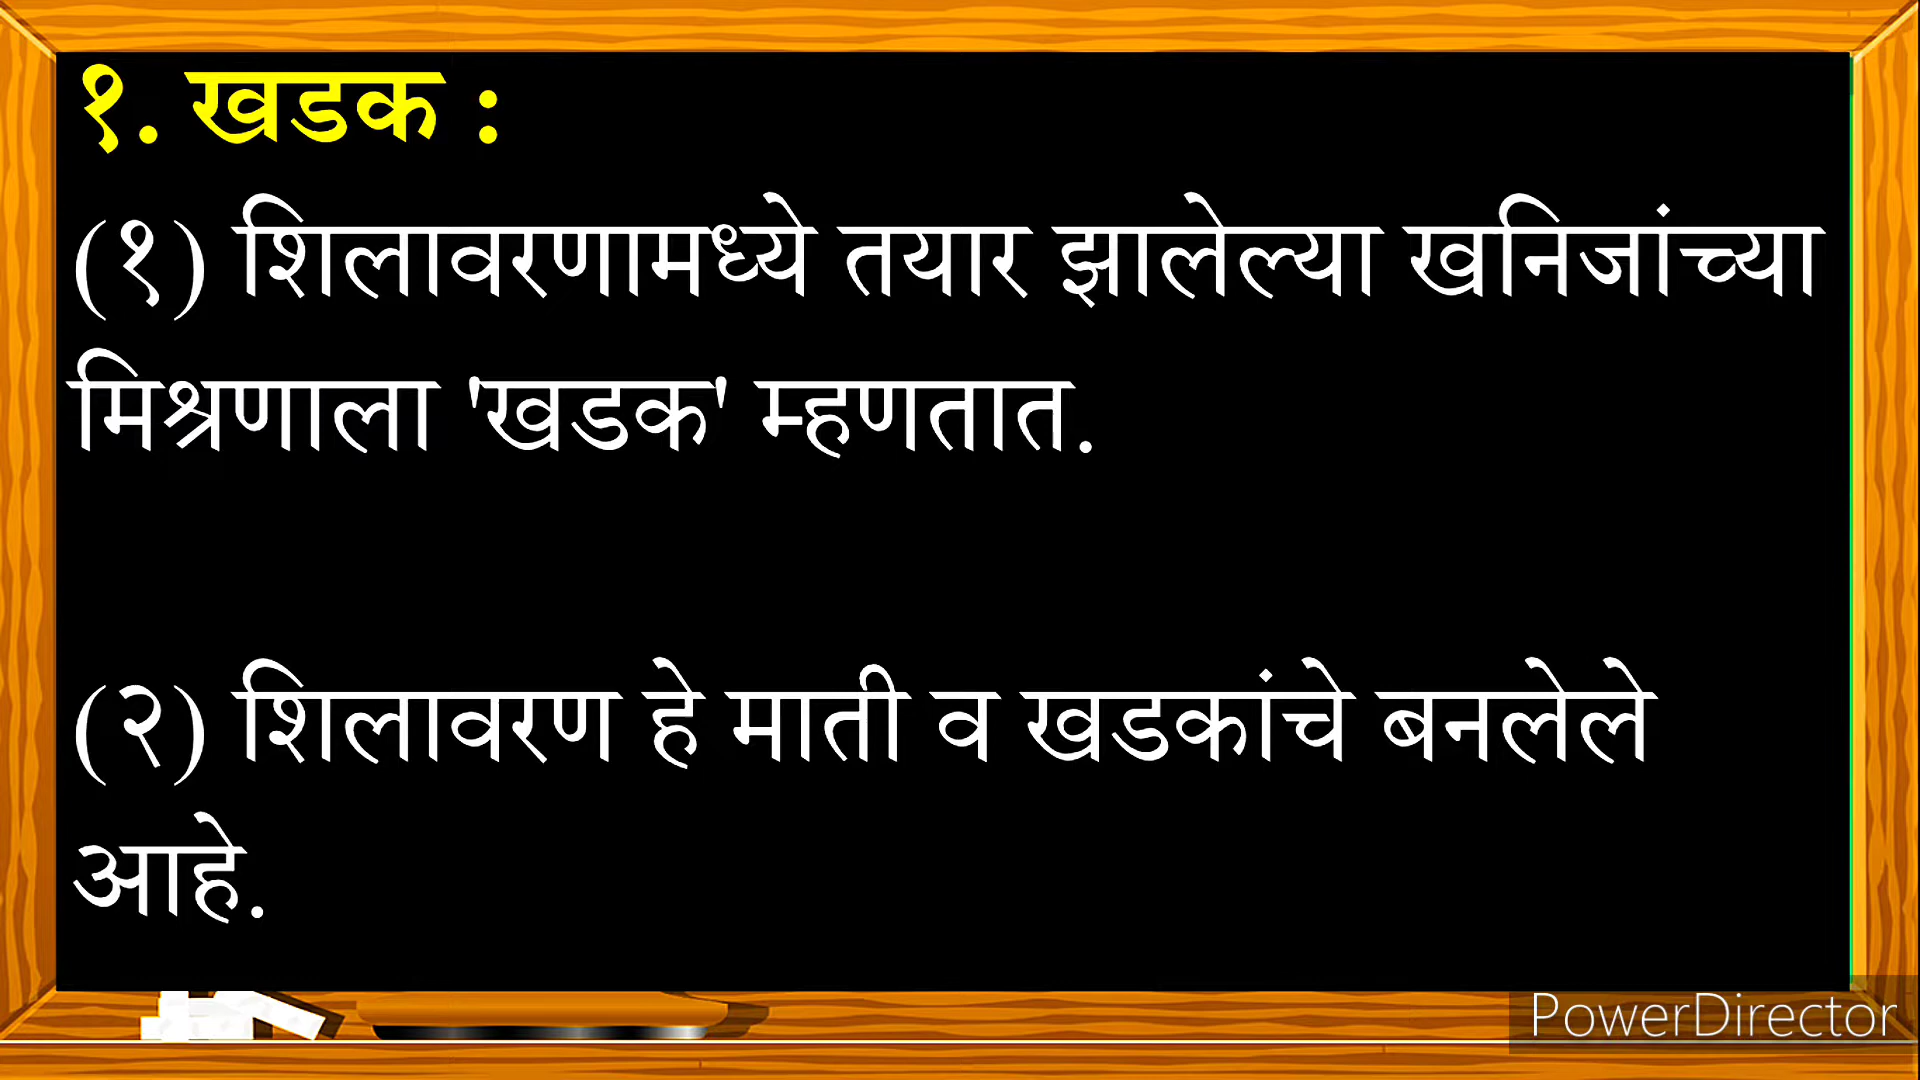 १. खडक :
(१) शिलावरणामध्ये तयार झालेल्या खनिजांच्या
मिश्रणाला 'खडक' म्हणतात.
(२) शिलावरण हे माती व खडकांचे बनलेले
आहे.
PowerDirector